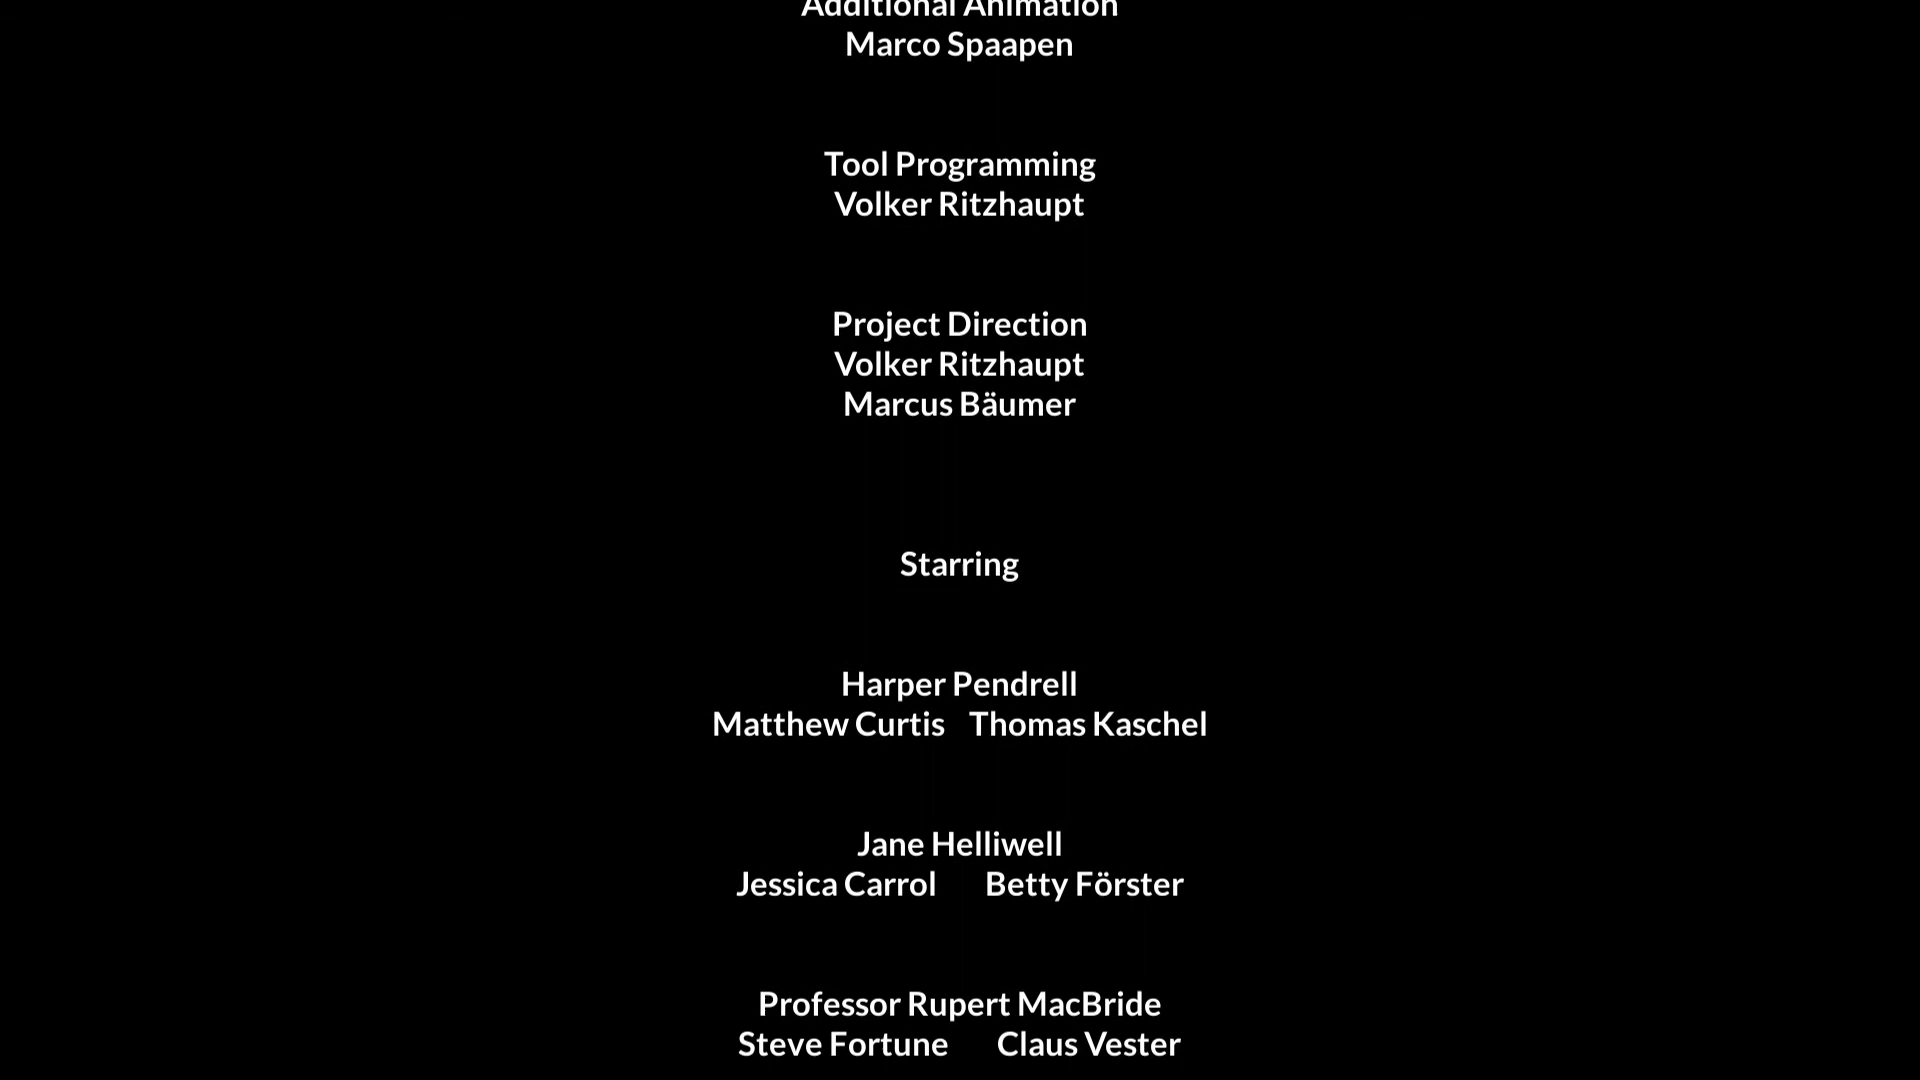 Additional Animation
Marco Spaapen
Tool Programming
Volker Ritzhaupt
Project Direction
Volker Ritzhaupt
Marcus Bäumer
Starring
Harper Pendrell
Matthew Curtis Thomas Kaschel
Jane Helliwell
Jessica Carrol Betty Förster
Professor Rupert MacBride
Steve Fortune Claus Vester